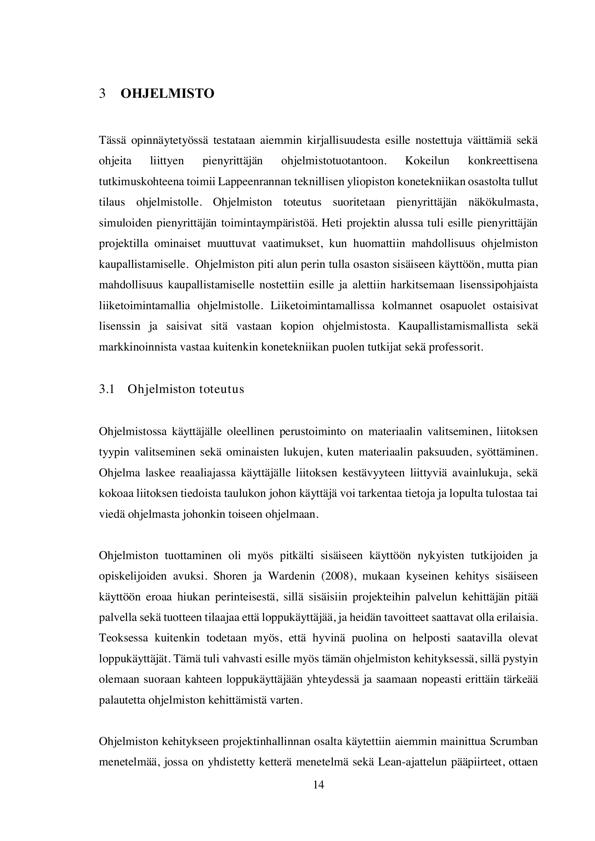 3 OHJELMISTO
Tässä opinnäytetyössä testataan aiemmin kirjallisuudesta esille nostettuja väittämiä sekä
ohjeita liittyen pienyrittäjän ohjelmistotuotantoon. Kokeilun konkreettisena
tutkimuskohteena toimii Lappeenrannan teknillisen yliopiston konetekniikan osastolta tullut
tilaus ohjelmistolle. Ohjelmiston toteutus suoritetaan pienyrittäjän näkökulmasta,
simuloiden pienyrittäjän toimintaympäristöä. Heti projektin alussa tuli esille pienyrittäjän
projektilla ominaiset muuttuvat vaatimukset, kun huomattiin mahdollisuus ohjelmiston
kaupallistamiselle. Ohjelmiston piti alun perin tulla osaston sisäiseen käyttöön, mutta pian
mahdollisuus kaupallistamiselle nostettiin esille ja alettiin harkitsemaan lisenssipohjaista
liiketoimintamallia ohjelmistolle. Liiketoimintamallissa kolmannet osapuolet ostaisivat
lisenssin ja saisivat sitä vastaan kopion ohjelmistosta. Kaupallistamismallista sekä
markkinoinnista vastaa kuitenkin konetekniikan puolen tutkijat sekä professorit.
3.1 Ohjelmiston toteutus
Ohjelmistossa käyttäjälle oleellinen perustoiminto on materiaalin valitseminen, liitoksen
tyypin valitseminen sekä ominaisten lukujen, kuten materiaalin paksuuden, syöttäminen.
Ohjelma laskee reaaliajassa käyttäjälle liitoksen kestävyyteen liittyviä avainlukuja, sekä
kokoaa liitoksen tiedoista taulukon johon käyttäjä voi tarkentaa tietoja ja lopulta tulostaa tai
viedä ohjelmasta johonkin toiseen ohjelmaan.
Ohjelmiston tuottaminen oli myös pitkälti sisäiseen käyttöön nykyisten tutkijoiden ja
opiskelijoiden avuksi. Shoren ja Wardenin (2008), mukaan kyseinen kehitys sisäiseen
käyttöön eroaa hiukan perinteisestä, sillä sisäisiin projekteihin palvelun kehittäjän pitää
palvella sekä tuotteen tilaajaa että loppukäyttäjää, ja heidän tavoitteet saattavat olla erilaisia.
Teoksessa kuitenkin todetaan myös, että hyvinä puolina on helposti saatavilla olevat
loppukäyttäjät. Tämä tuli vahvasti esille myös tämän ohjelmiston kehityksessä, sillä pystyin
olemaan suoraan kahteen loppukäyttäjään yhteydessä ja saamaan nopeasti erittäin tärkeää
palautetta ohjelmiston kehittämistä varten.
Ohjelmiston kehitykseen projektinhallinnan osalta käytettiin aiemmin mainittua Scrumban
menetelmää, jossa on yhdistetty ketterä menetelmä sekä Lean-ajattelun pääpiirteet, ottaen
14